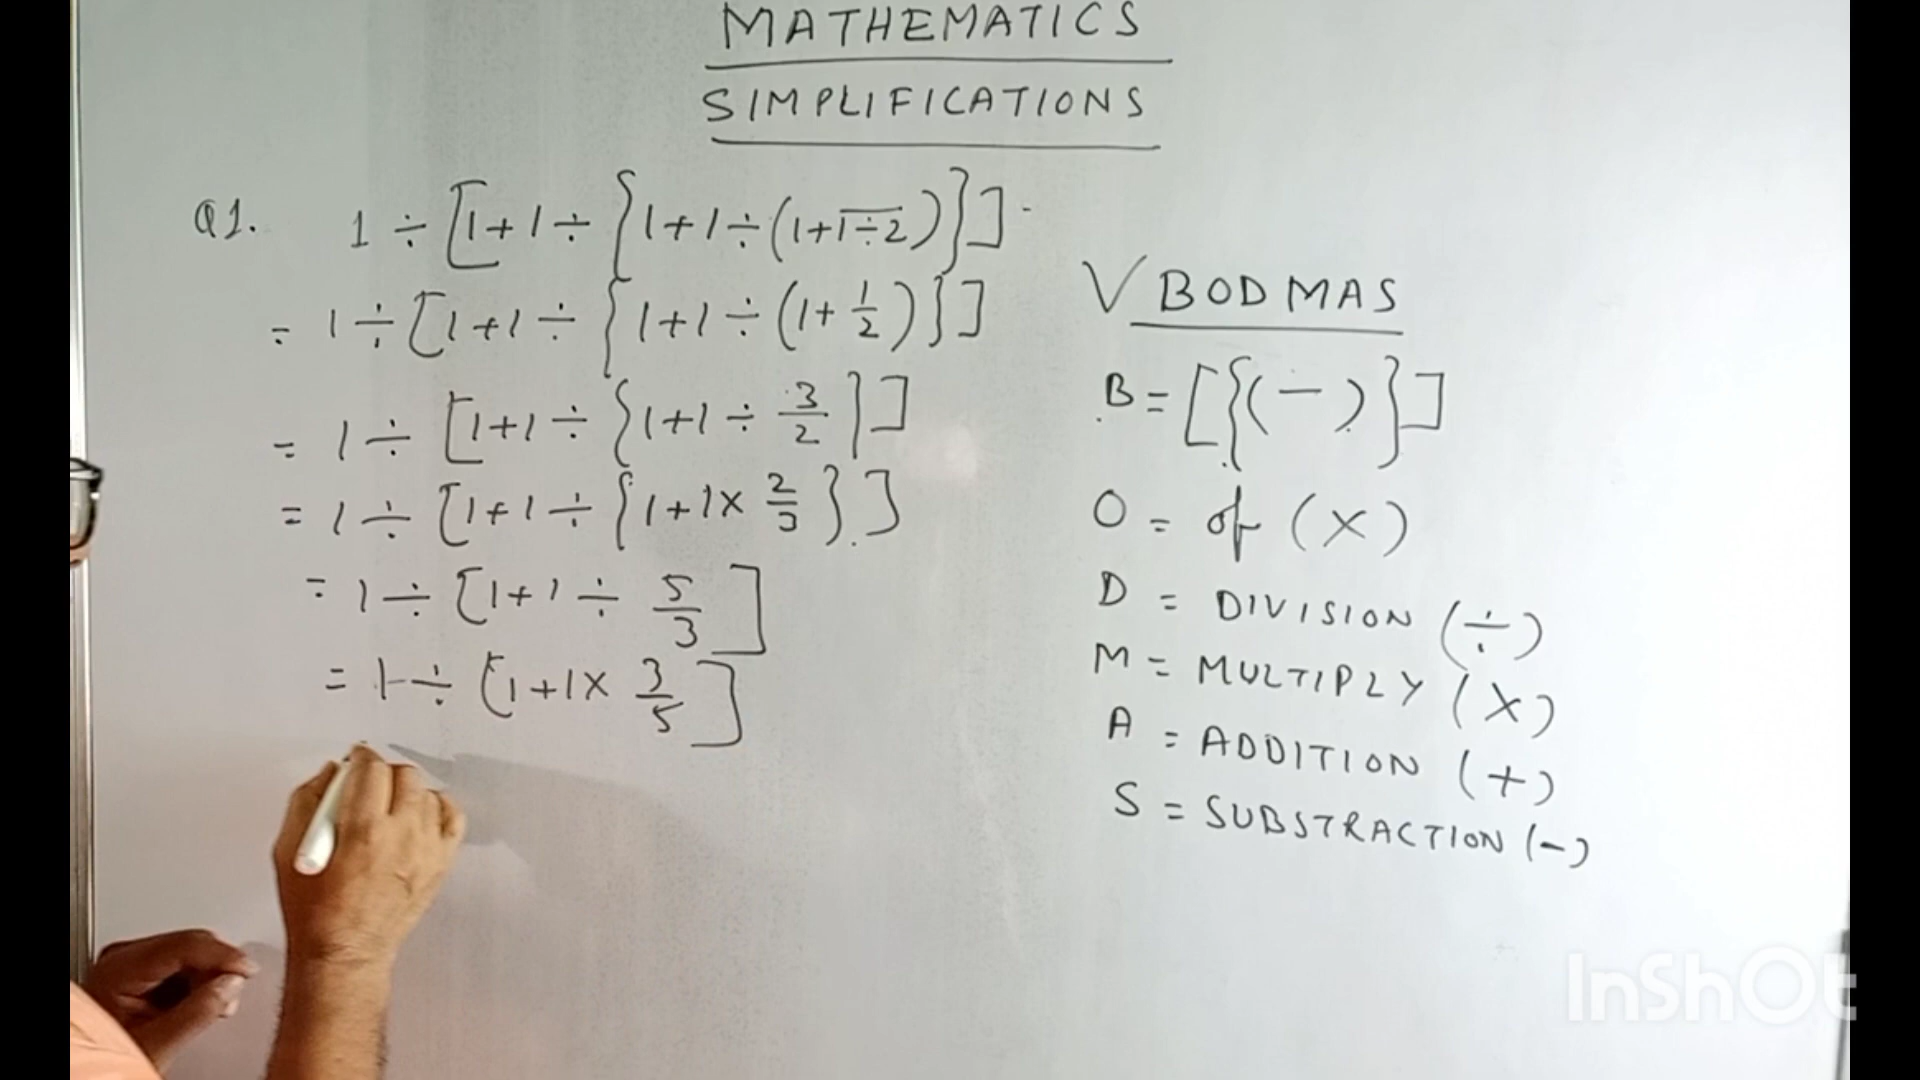 MATHEMATICS
SIMPLIFICATIONS
Q1. 1 ÷ [1+1÷ {1+1÷(1+1÷2)}]
= 1÷[1+1÷ {1+1÷(1+ 1/2)}]
= 1÷ [1+1÷ {1+1÷ 3/2}]
= 1÷ [1+1÷ {1+1× 2/3}]
= 1÷ [1+1÷ 5/3]
= 1÷ [1+1× 3/5]
VBODMAS
B = [{(—)}]
O = of (×)
D = DIVISION (÷)
M = MULTIPLY (×)
A = ADDITION (+)
S = SUBSTRACTION (-)
InShOt